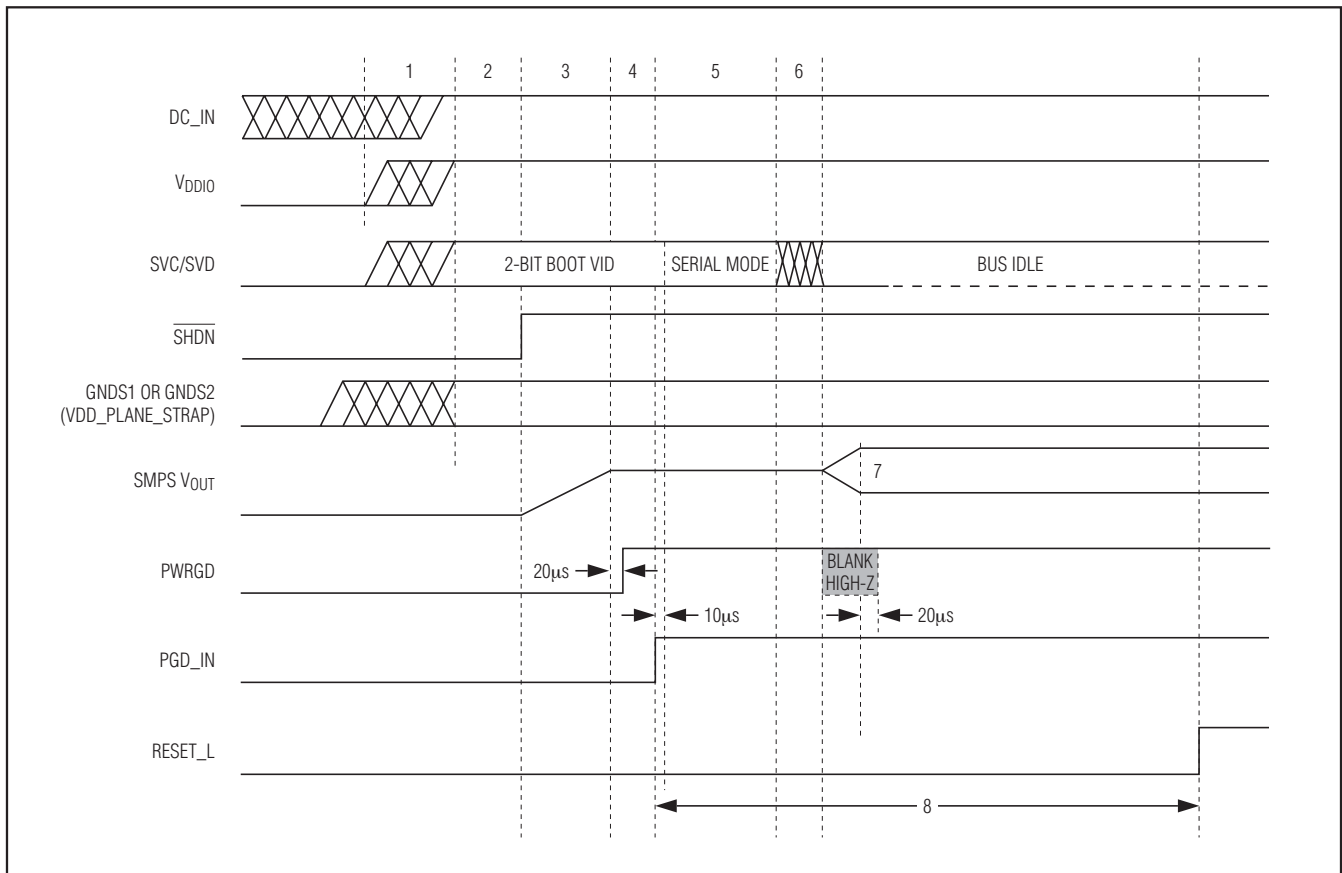 1 2 3 4 5 6
DC_IN
VDDIO
SVC/SVD 2-BIT BOOT VID SERIAL MODE BUS IDLE
SHDN
GNDS1 OR GNDS2
(VDD_PLANE_STRAP)
SMPS VOUT 7
PWRGD 20µs BLANK
HIGH-Z
10µs 20µs
PGD_IN
RESET_L
8